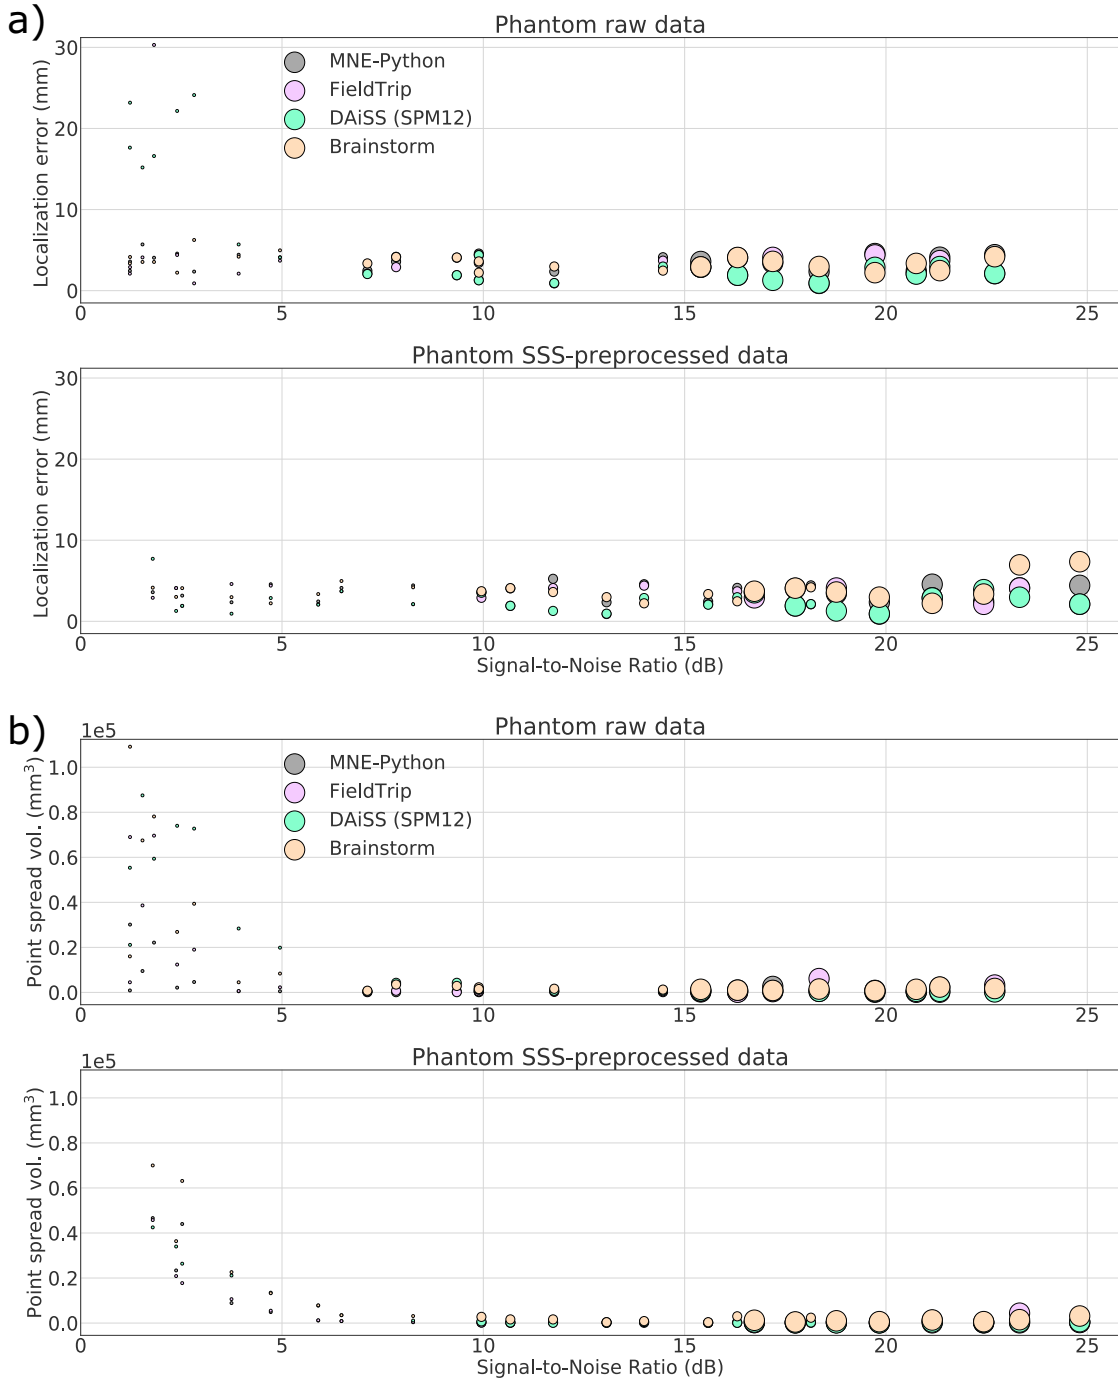 a)
Phantom raw data
Localization error (mm)
30
20
10
0
MNE-Python
FieldTrip
DAiSS (SPM12)
Brainstorm
0 5 10 15 20 25
Phantom SSS-preprocessed data
Localization error (mm)
30
20
10
0
0 5 10 15 20 25
Signal-to-Noise Ratio (dB)
b)
Phantom raw data
1e5
Point spread vol. (mm³)
1.0
0.8
0.6
0.4
0.2
0.0
MNE-Python
FieldTrip
DAiSS (SPM12)
Brainstorm
0 5 10 15 20 25
Phantom SSS-preprocessed data
1e5
Point spread vol. (mm³)
1.0
0.8
0.6
0.4
0.2
0.0
0 5 10 15 20 25
Signal-to-Noise Ratio (dB)